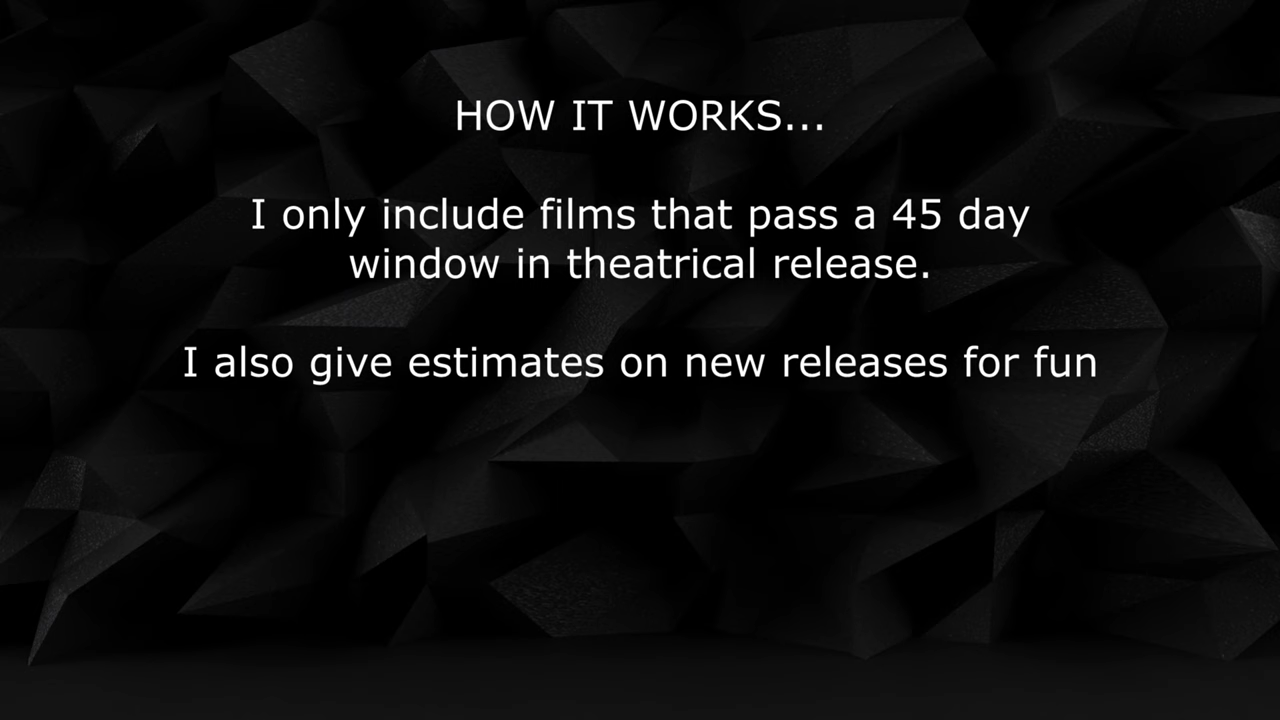 HOW IT WORKS...
I only include films that pass a 45 day
window in theatrical release.
I also give estimates on new releases for fun